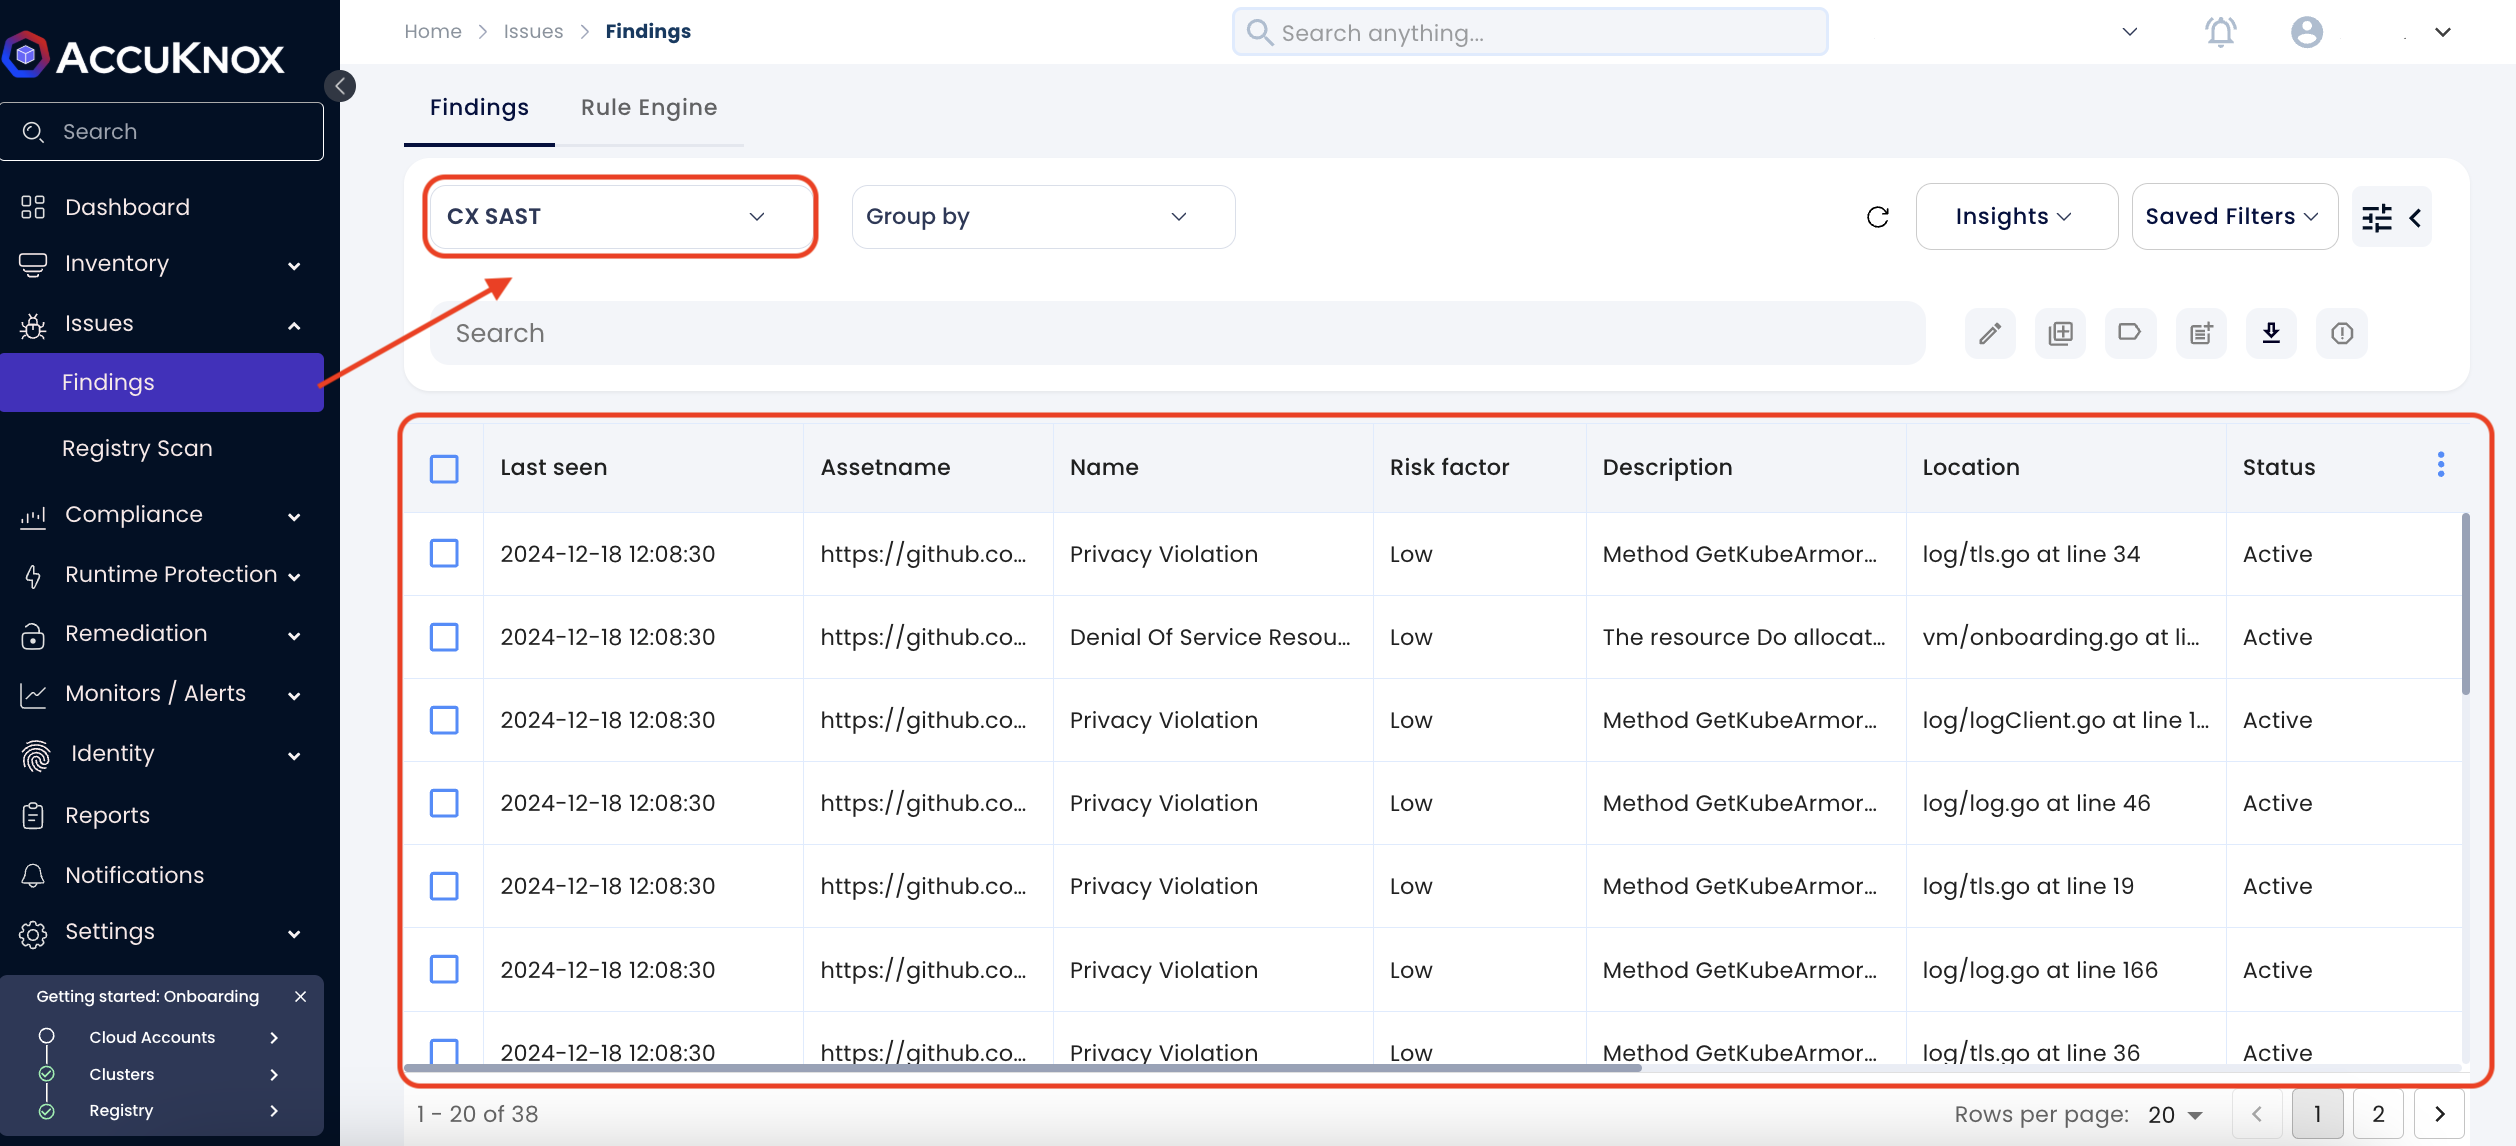 ACCUKNOX
Search
Dashboard
Inventory
Issues
Findings
Registry Scan
Compliance
Runtime Protection
Remediation
Monitors / Alerts
Identity
Reports
Notifications
Settings
Getting started: Onboarding
Cloud Accounts
Clusters
Registry
Home > Issues > Findings
Search anything...
Findings Rule Engine
CX SAST Group by Insights Saved Filters
Search
Last seen Assetname Name Risk factor Description Location Status
2024-12-18 12:08:30 https://github.co... Privacy Violation Low Method GetKubeArmor... log/tls.go at line 34 Active
2024-12-18 12:08:30 https://github.co... Denial Of Service Resou... Low The resource Do allocat... vm/onboarding.go at li... Active
2024-12-18 12:08:30 https://github.co... Privacy Violation Low Method GetKubeArmor... log/logClient.go at line 1... Active
2024-12-18 12:08:30 https://github.co... Privacy Violation Low Method GetKubeArmor... log/log.go at line 46 Active
2024-12-18 12:08:30 https://github.co... Privacy Violation Low Method GetKubeArmor... log/tls.go at line 19 Active
2024-12-18 12:08:30 https://github.co... Privacy Violation Low Method GetKubeArmor... log/log.go at line 166 Active
2024-12-18 12:08:30 https://github.co... Privacy Violation Low Method GetKubeArmor... log/tls.go at line 36 Active
1 - 20 of 38 Rows per page: 20 1 2